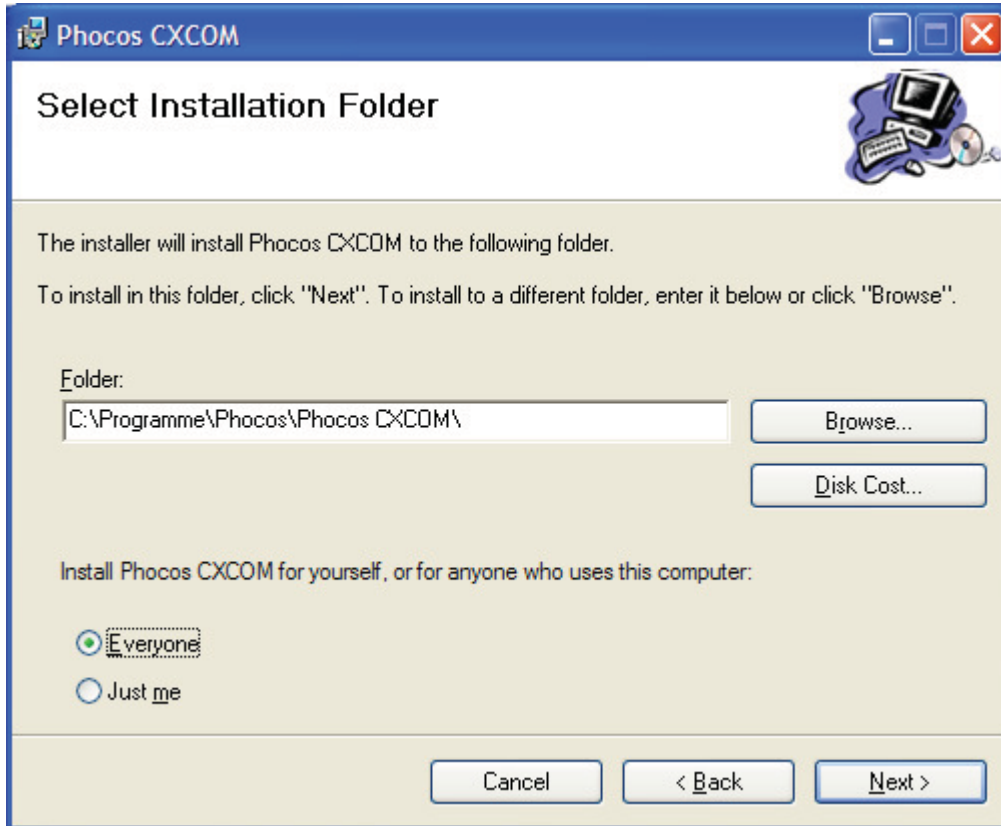 Phocos CXCOM
Select Installation Folder
The installer will install Phocos CXCOM to the following folder.
To install in this folder, click "Next". To install to a different folder, enter it below or click "Browse".
Folder:
C:\Programme\Phocos\Phocos CXCOM\
Browse...
Disk Cost...
Install Phocos CXCOM for yourself, or for anyone who uses this computer:
Everyone
Just me
Cancel
< Back
Next >